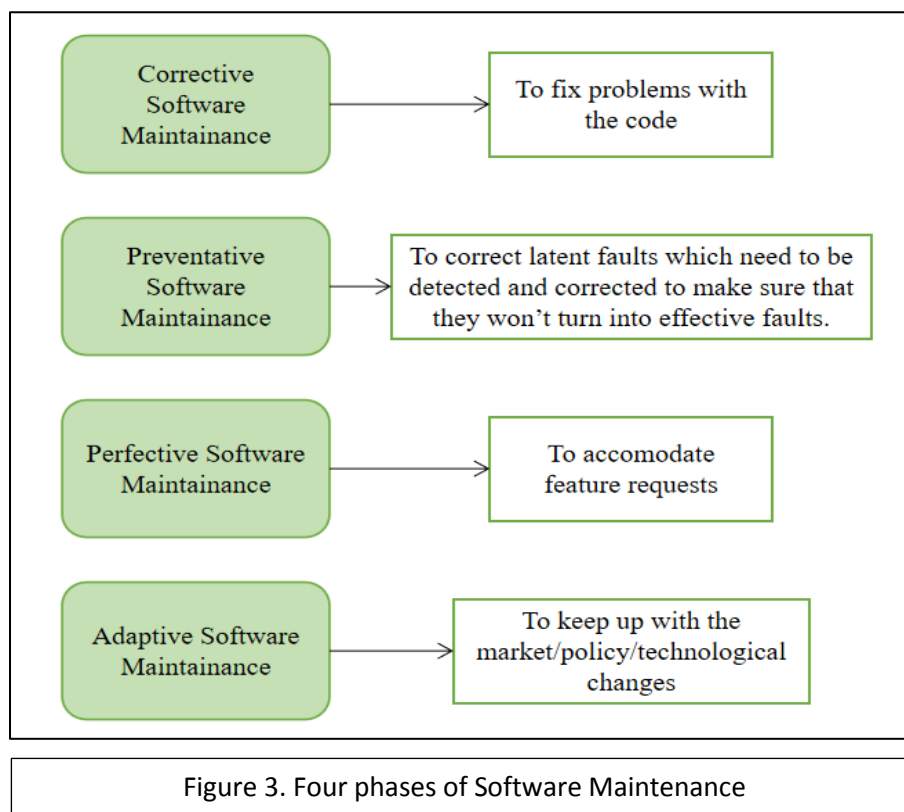 Corrective
Software
Maintainance
To fix problems with
the code
Preventative
Software
Maintainance
To correct latent faults which need to be
detected and corrected to make sure that
they won’t turn into effective faults.
Perfective Software
Maintainance
To accomodate
feature requests
Adaptive Software
Maintainance
To keep up with the
market/policy/technological
changes
Figure 3. Four phases of Software Maintenance